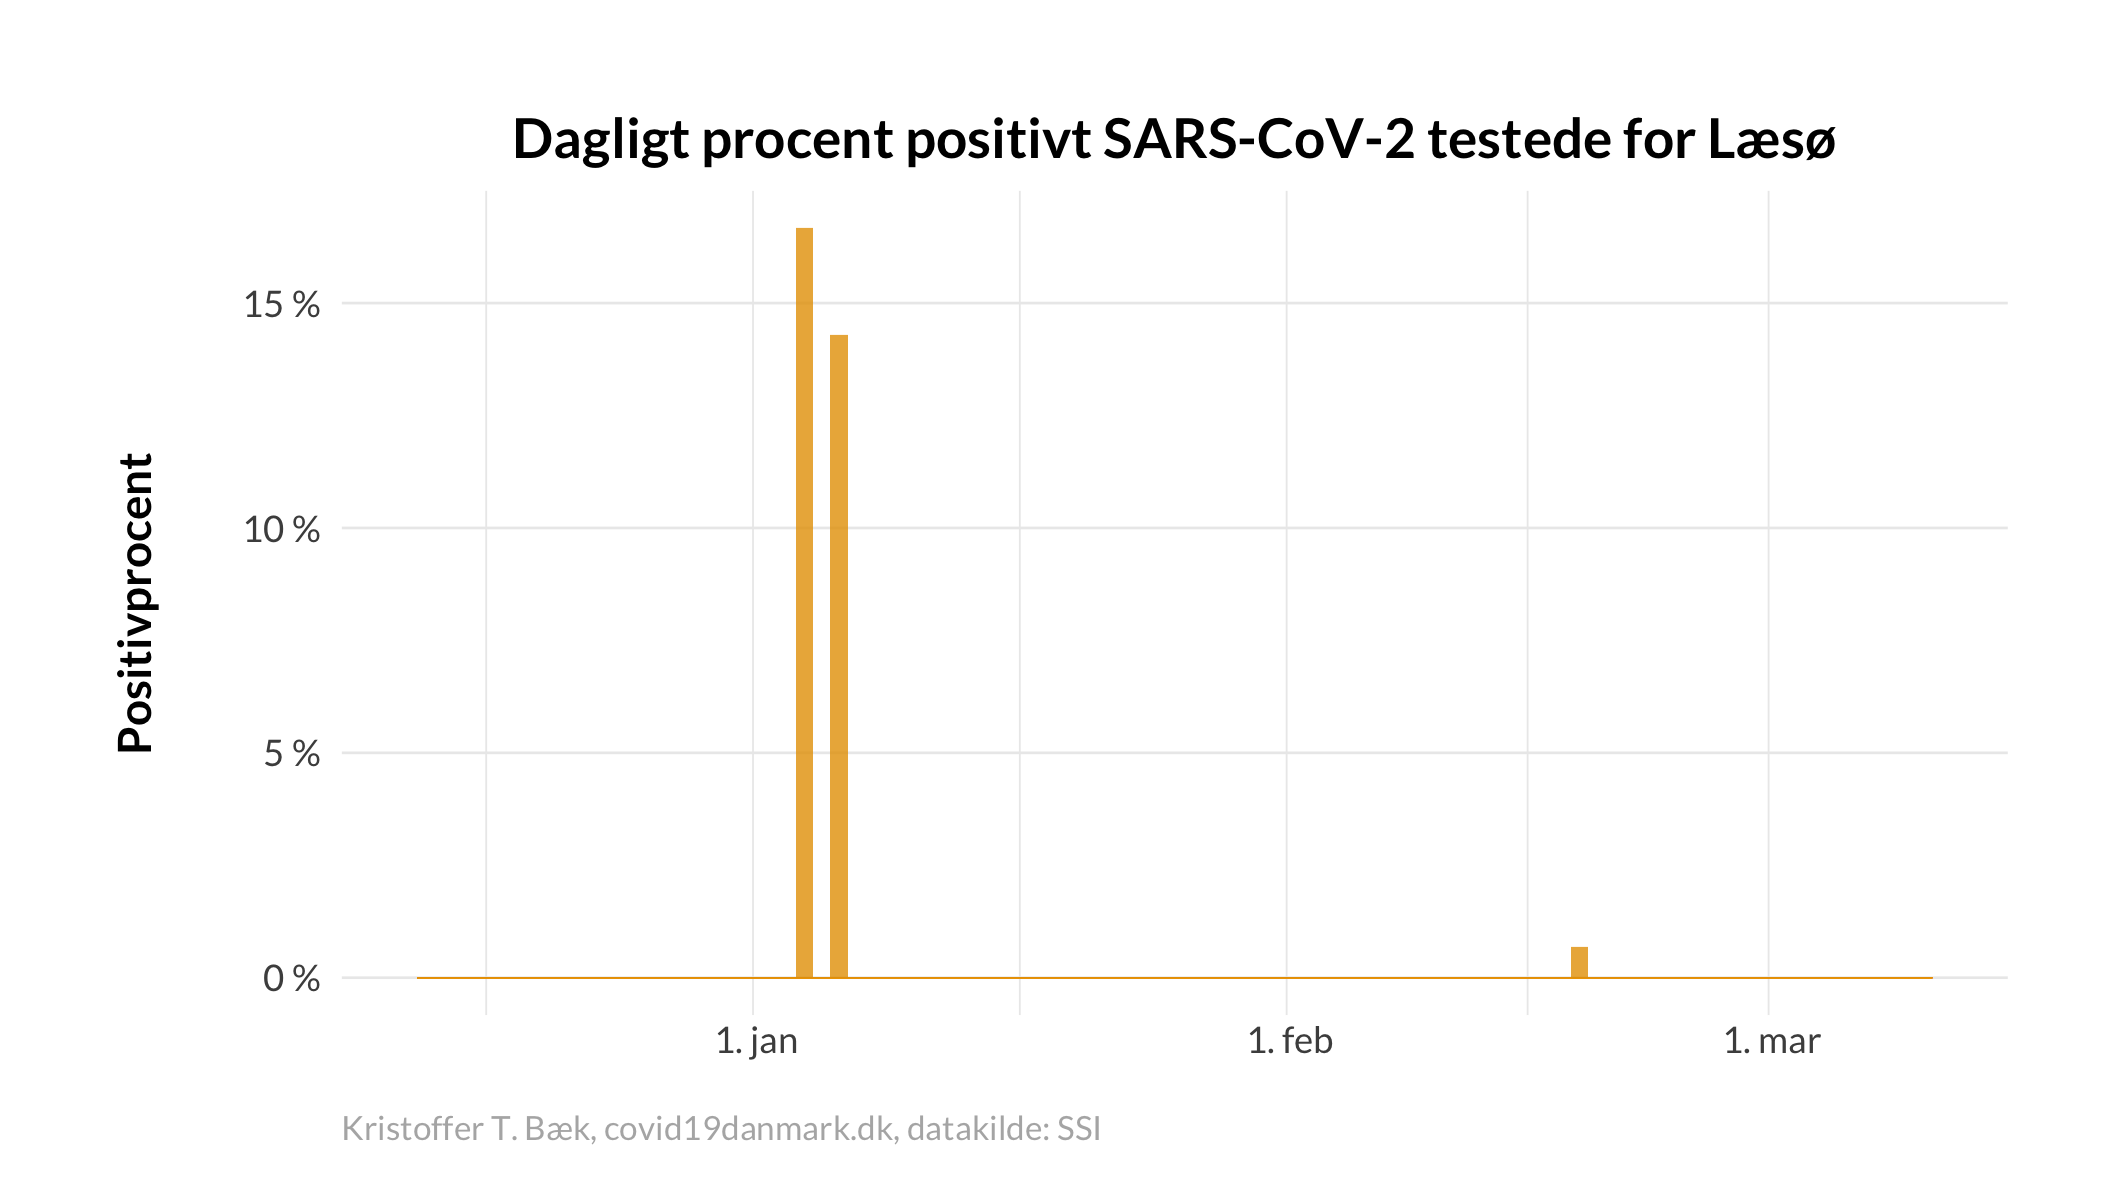 Dagligt procent positivt SARS-CoV-2 testede for Læsø
Positivprocent
15 %
10 %
5 %
0 %
1. jan
1. feb
1. mar
Kristoffer T. Bæk, covid19danmark.dk, datakilde: SSI